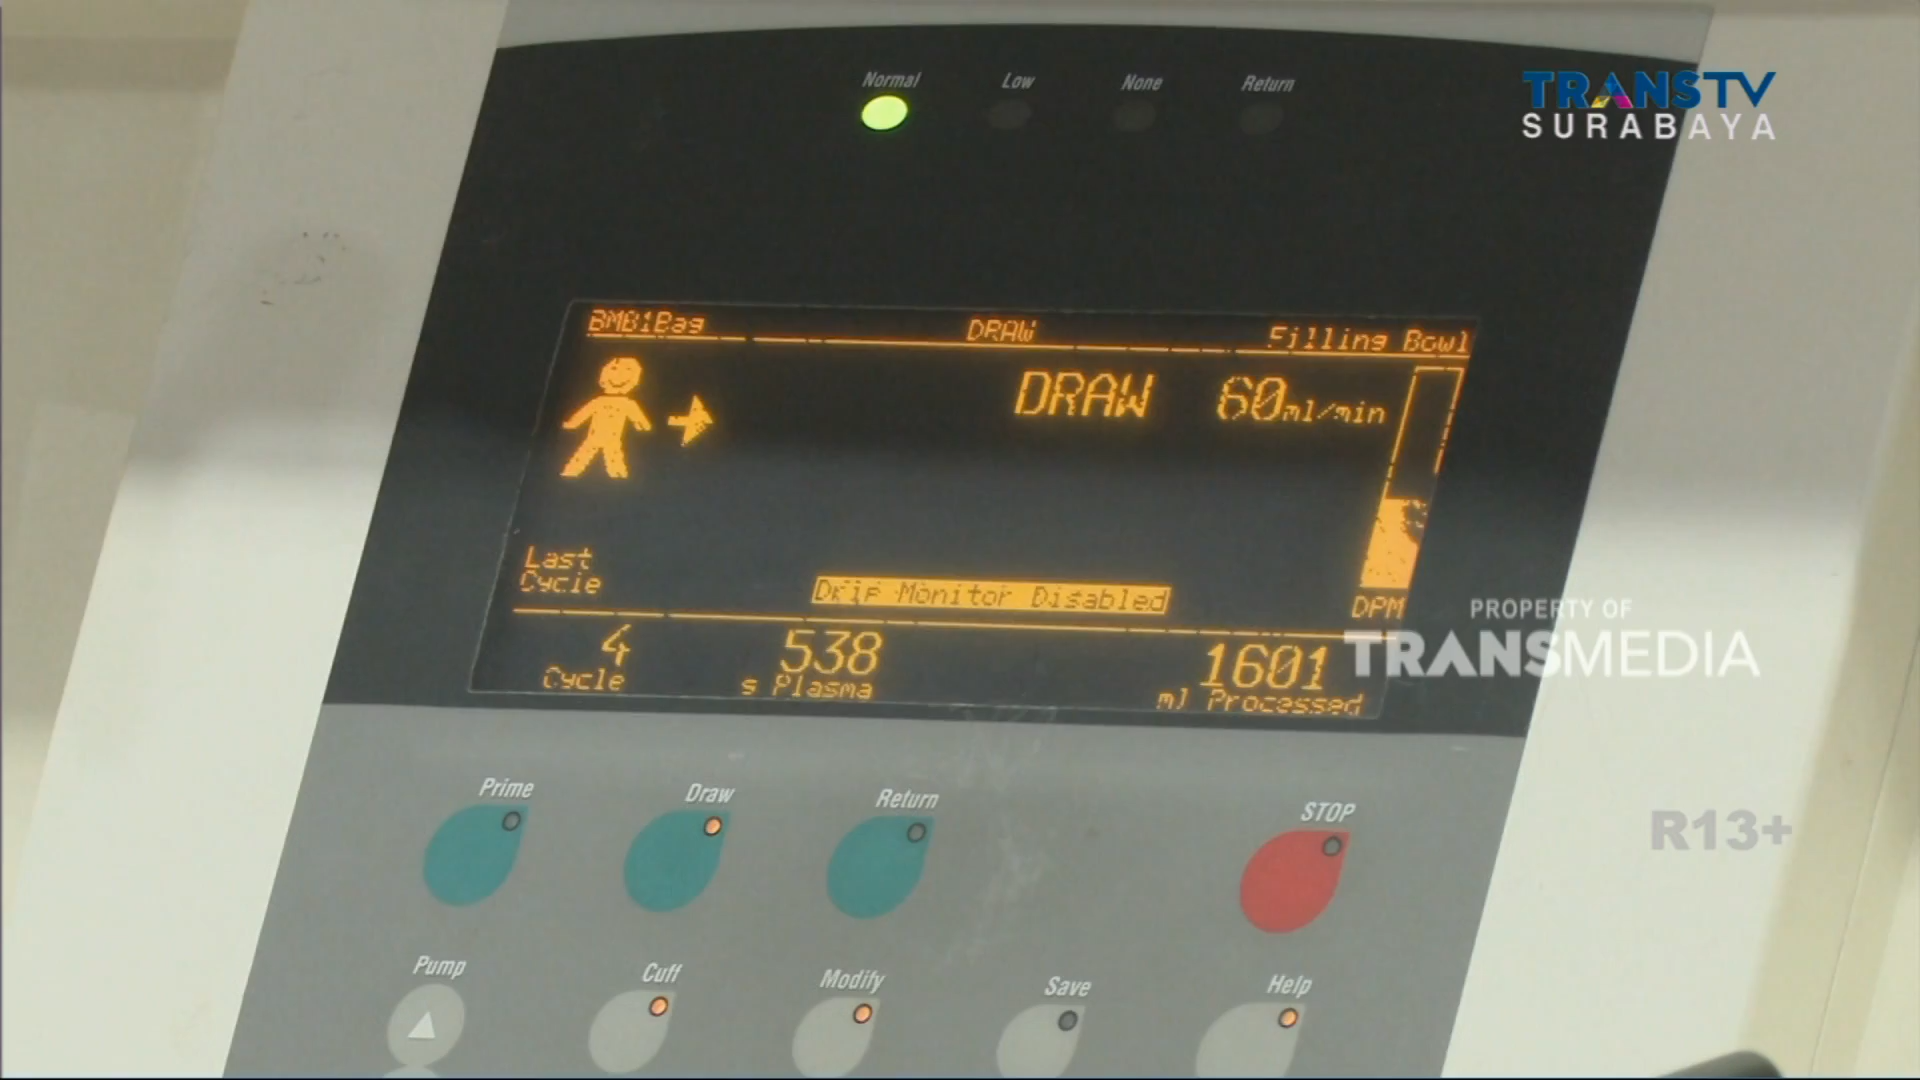 Normal Low None Return
TRANSTV
SURABAYA
BMB1Bag DRAW Filling Bowl
DRAW 60ml/min
Last
Cycle
Drip Monitor Disabled
DPM
PROPERTY OF
TRANSMEDIA
4 538 1601
Cycle g Plasma ml Processed
Prime Draw Return STOP
R13+
Pump Cuff Modify Save Help